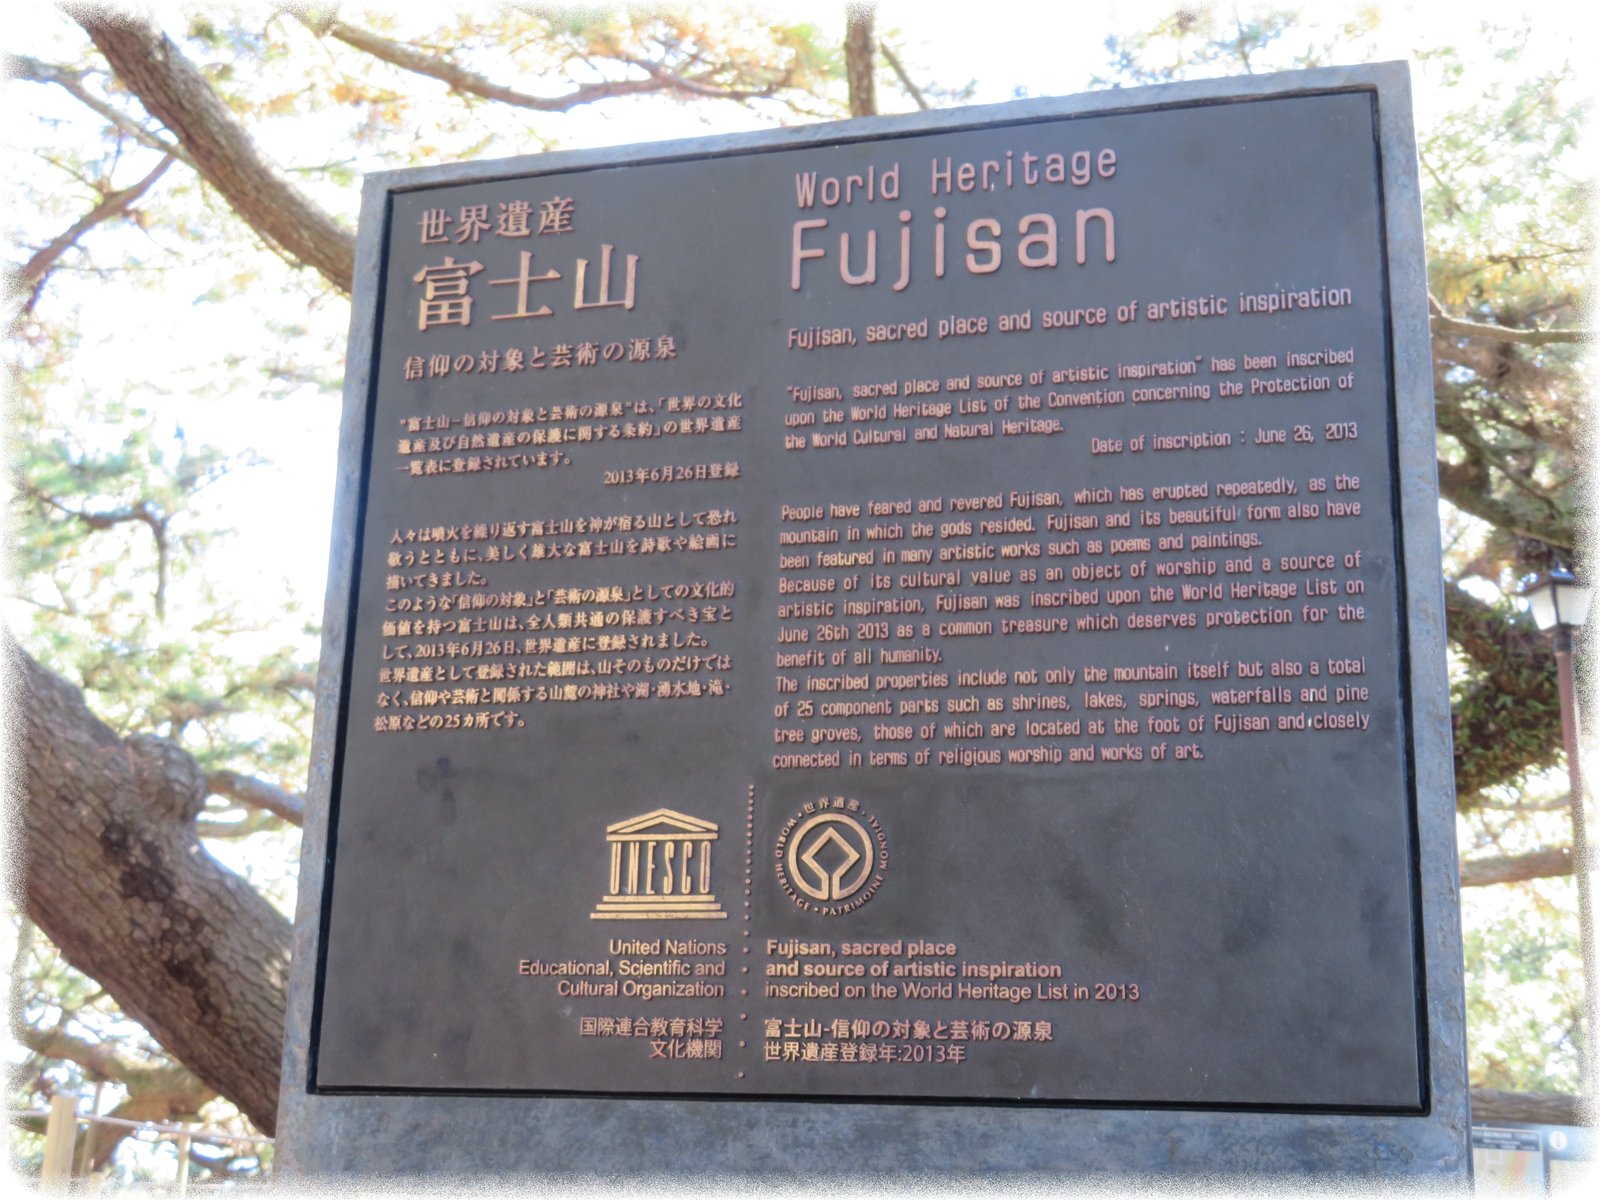 世界遺産
富士山
信仰の対象と芸術の源泉
"富士山−信仰の対象と芸術の源泉"は、「世界の文化
遺産及び自然遺産の保護に関する条約」の世界遺産
一覧表に登録されています。
2013年6月26日登録
人々は噴火を繰り返す富士山を神が宿る山として恐れ
敬うとともに、美しく雄大な富士山を詩歌や絵画に
描いてきました。
このような「信仰の対象」と「芸術の源泉」としての文化的
価値を持つ富士山は、全人類共通の保護すべき宝と
して、2013年6月26日、世界遺産に登録されました。
世界遺産として登録された範囲は、山そのものだけでは
なく、信仰や芸術と関係する山麓の神社や湖・湧水地・滝・
松原などの25カ所です。
World Heritage
Fujisan
Fujisan, sacred place and source of artistic inspiration
"Fujisan, sacred place and source of artistic inspiration" has been inscribed
upon the World Heritage List of the Convention concerning the Protection of
the World Cultural and Natural Heritage.
Date of inscription : June 26, 2013
People have feared and revered Fujisan, which has erupted repeatedly, as the
mountain in which the gods resided. Fujisan and its beautiful form also have
been featured in many artistic works such as poems and paintings.
Because of its cultural value as an object of worship and a source of
artistic inspiration, Fujisan was inscribed upon the World Heritage List on
June 26th 2013 as a common treasure which deserves protection for the
benefit of all humanity.
The inscribed properties include not only the mountain itself but also a total
of 25 component parts such as shrines, lakes, springs, waterfalls and pine
tree groves, those of which are located at the foot of Fujisan and closely
connected in terms of religious worship and works of art.
UNESCO
United Nations
Educational, Scientific and
Cultural Organization
国際連合教育科学
文化機関
世界遺産 • WORLD HERITAGE • PATRIMOINE MONDIAL •
Fujisan, sacred place
and source of artistic inspiration
inscribed on the World Heritage List in 2013
富士山-信仰の対象と芸術の源泉
世界遺産登録年:2013年